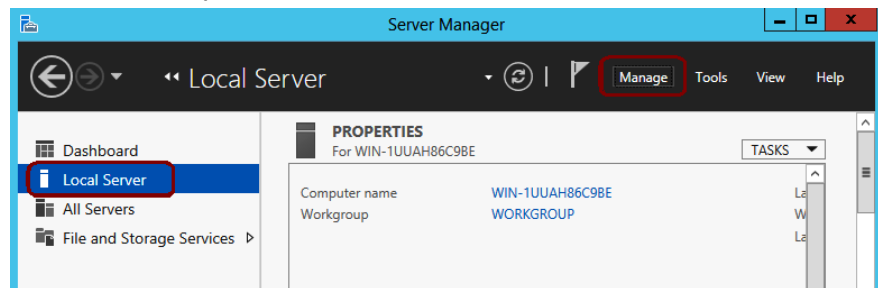 Server Manager
Local Server
Manage Tools View Help
Dashboard
Local Server
All Servers
File and Storage Services
PROPERTIES
For WIN-1UUAH86C9BE
TASKS
Computer name WIN-1UUAH86C9BE
Workgroup WORKGROUP